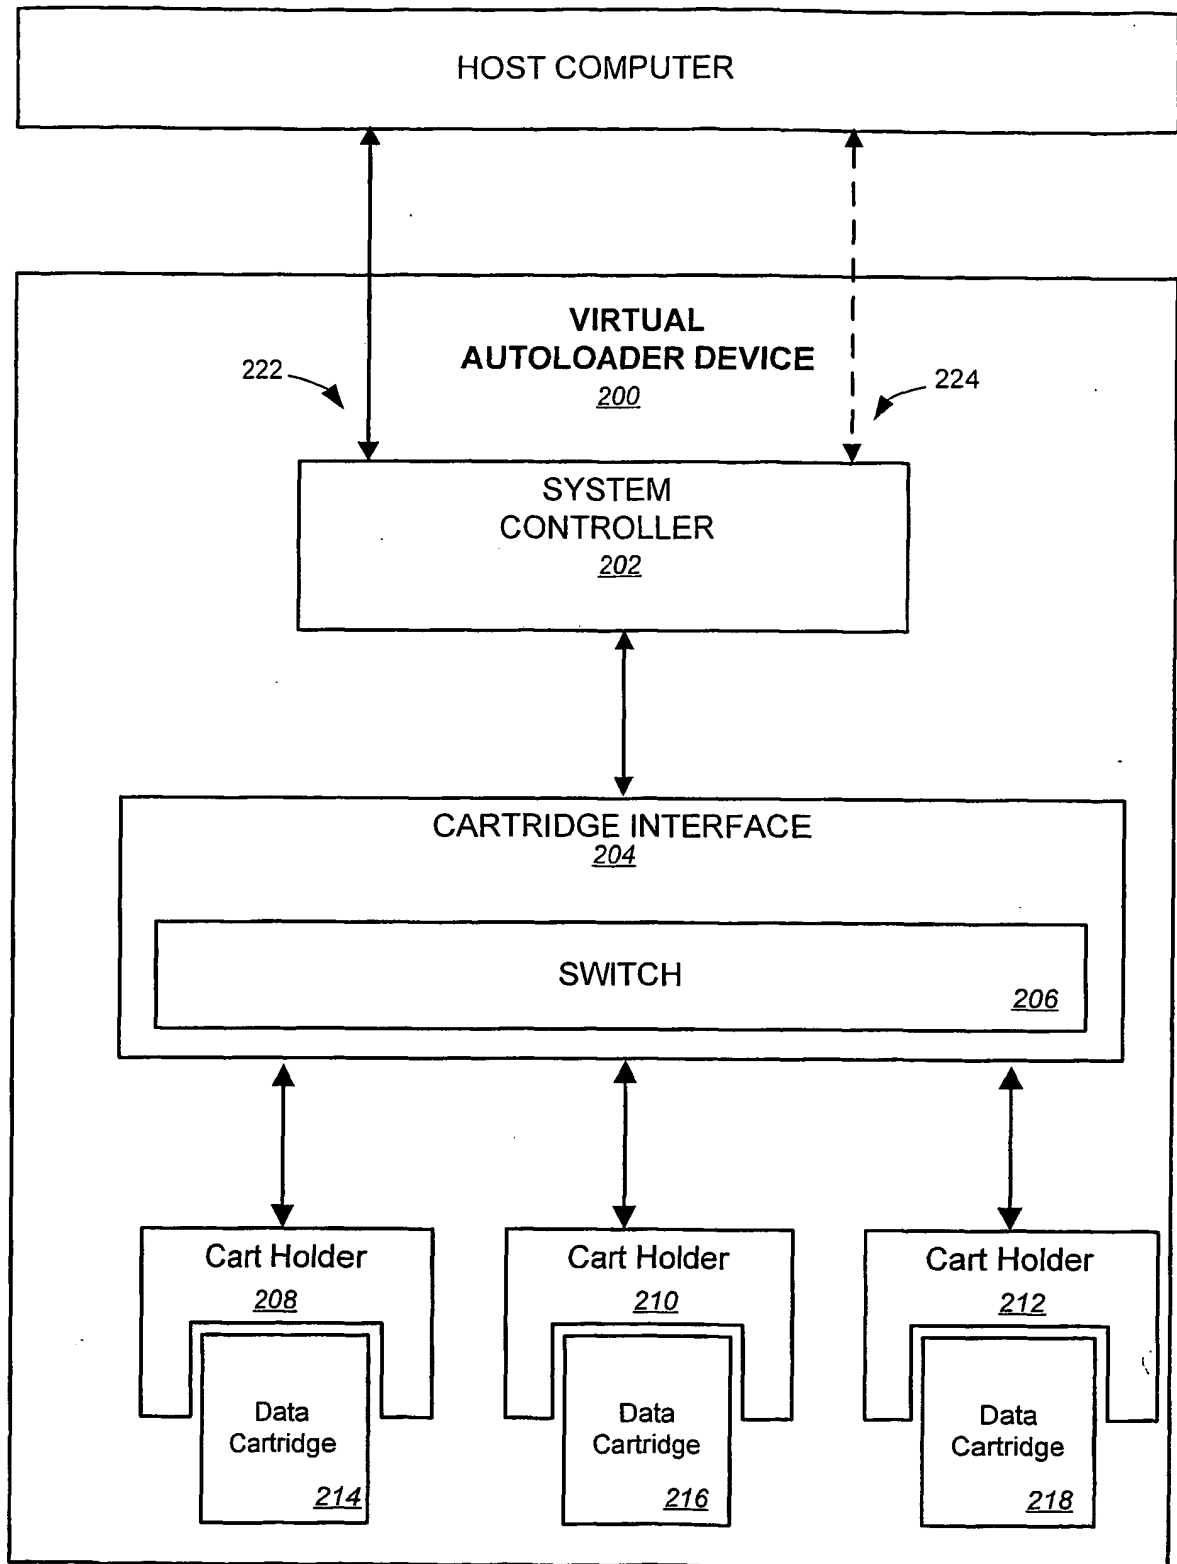 HOST COMPUTER
VIRTUAL
AUTOLOADER DEVICE
200
222
224
SYSTEM
CONTROLLER
202
CARTRIDGE INTERFACE
204
SWITCH
206
Cart Holder
208
Cart Holder
210
Cart Holder
212
Data
Cartridge
214
Data
Cartridge
216
Data
Cartridge
218